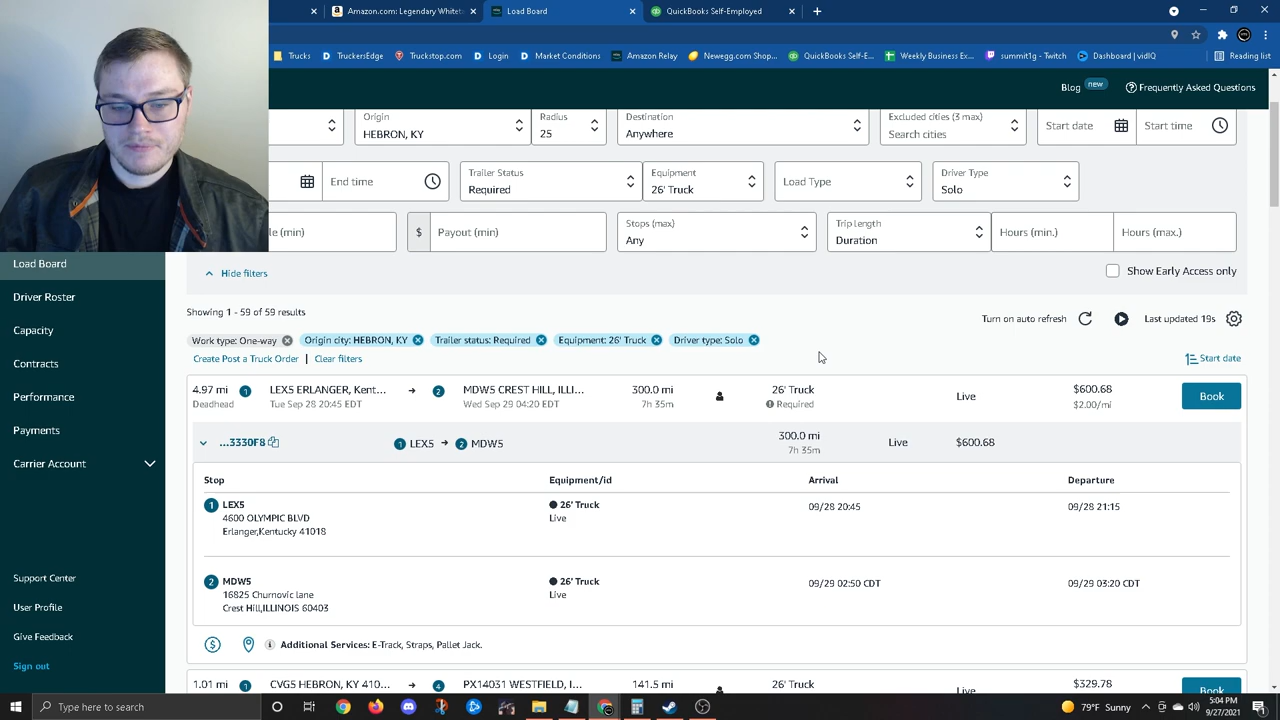 Amazon.com: Legendary Whitet
Load Board
QuickBooks Self-Employed
Trucks
TruckersEdge
Truckstop.com
Login
Market Conditions
Amazon Relay
Newegg.com Shop...
QuickBooks Self-E...
Weekly Business Ex...
summit1g - Twitch
Dashboard | vidIQ
Reading list
Blog new
Frequently Asked Questions
Origin
HEBRON, KY
Radius
25
Destination
Anywhere
Excluded cities (3 max)
Search cities
Start date
Start time
End time
Trailer Status
Required
Equipment
26' Truck
Load Type
Driver Type
Solo
le (min)
$ Payout (min)
Stops (max)
Any
Trip length
Duration
Hours (min.)
Hours (max.)
Hide filters
Show Early Access only
Load Board
Driver Roster
Capacity
Contracts
Performance
Payments
Carrier Account
Support Center
User Profile
Give Feedback
Sign out
Showing 1 - 59 of 59 results
Turn on auto refresh
Last updated 19s
Work type: One-way
Origin city: HEBRON, KY
Trailer status: Required
Equipment: 26' Truck
Driver type: Solo
Create Post a Truck Order | Clear filters
Start date
4.97 mi 1 LEX5 ERLANGER, Kent... → 2 MDW5 CREST HILL, ILLI... 300.0 mi 26' Truck Live $600.68 Book
Deadhead Tue Sep 28 20:45 EDT Wed Sep 29 04:20 EDT 7h 35m Required $2.00/mi
...3330F8 1 LEX5 → 2 MDW5 300.0 mi Live $600.68
7h 35m
Stop Equipment/id Arrival Departure
1 LEX5 26' Truck 09/28 20:45 09/28 21:15
4600 OLYMPIC BLVD Live
Erlanger,Kentucky 41018
2 MDW5 26' Truck 09/29 02:50 CDT 09/29 03:20 CDT
16825 Churnovic lane Live
Crest Hill,ILLINOIS 60403
Additional Services: E-Track, Straps, Pallet Jack.
1.01 mi 1 CVG5 HEBRON, KY 410... → 4 PX14031 WESTFIELD, I... 141.5 mi 26' Truck Live $329.78 Book
Type here to search
79°F Sunny
5:04 PM
9/27/2021